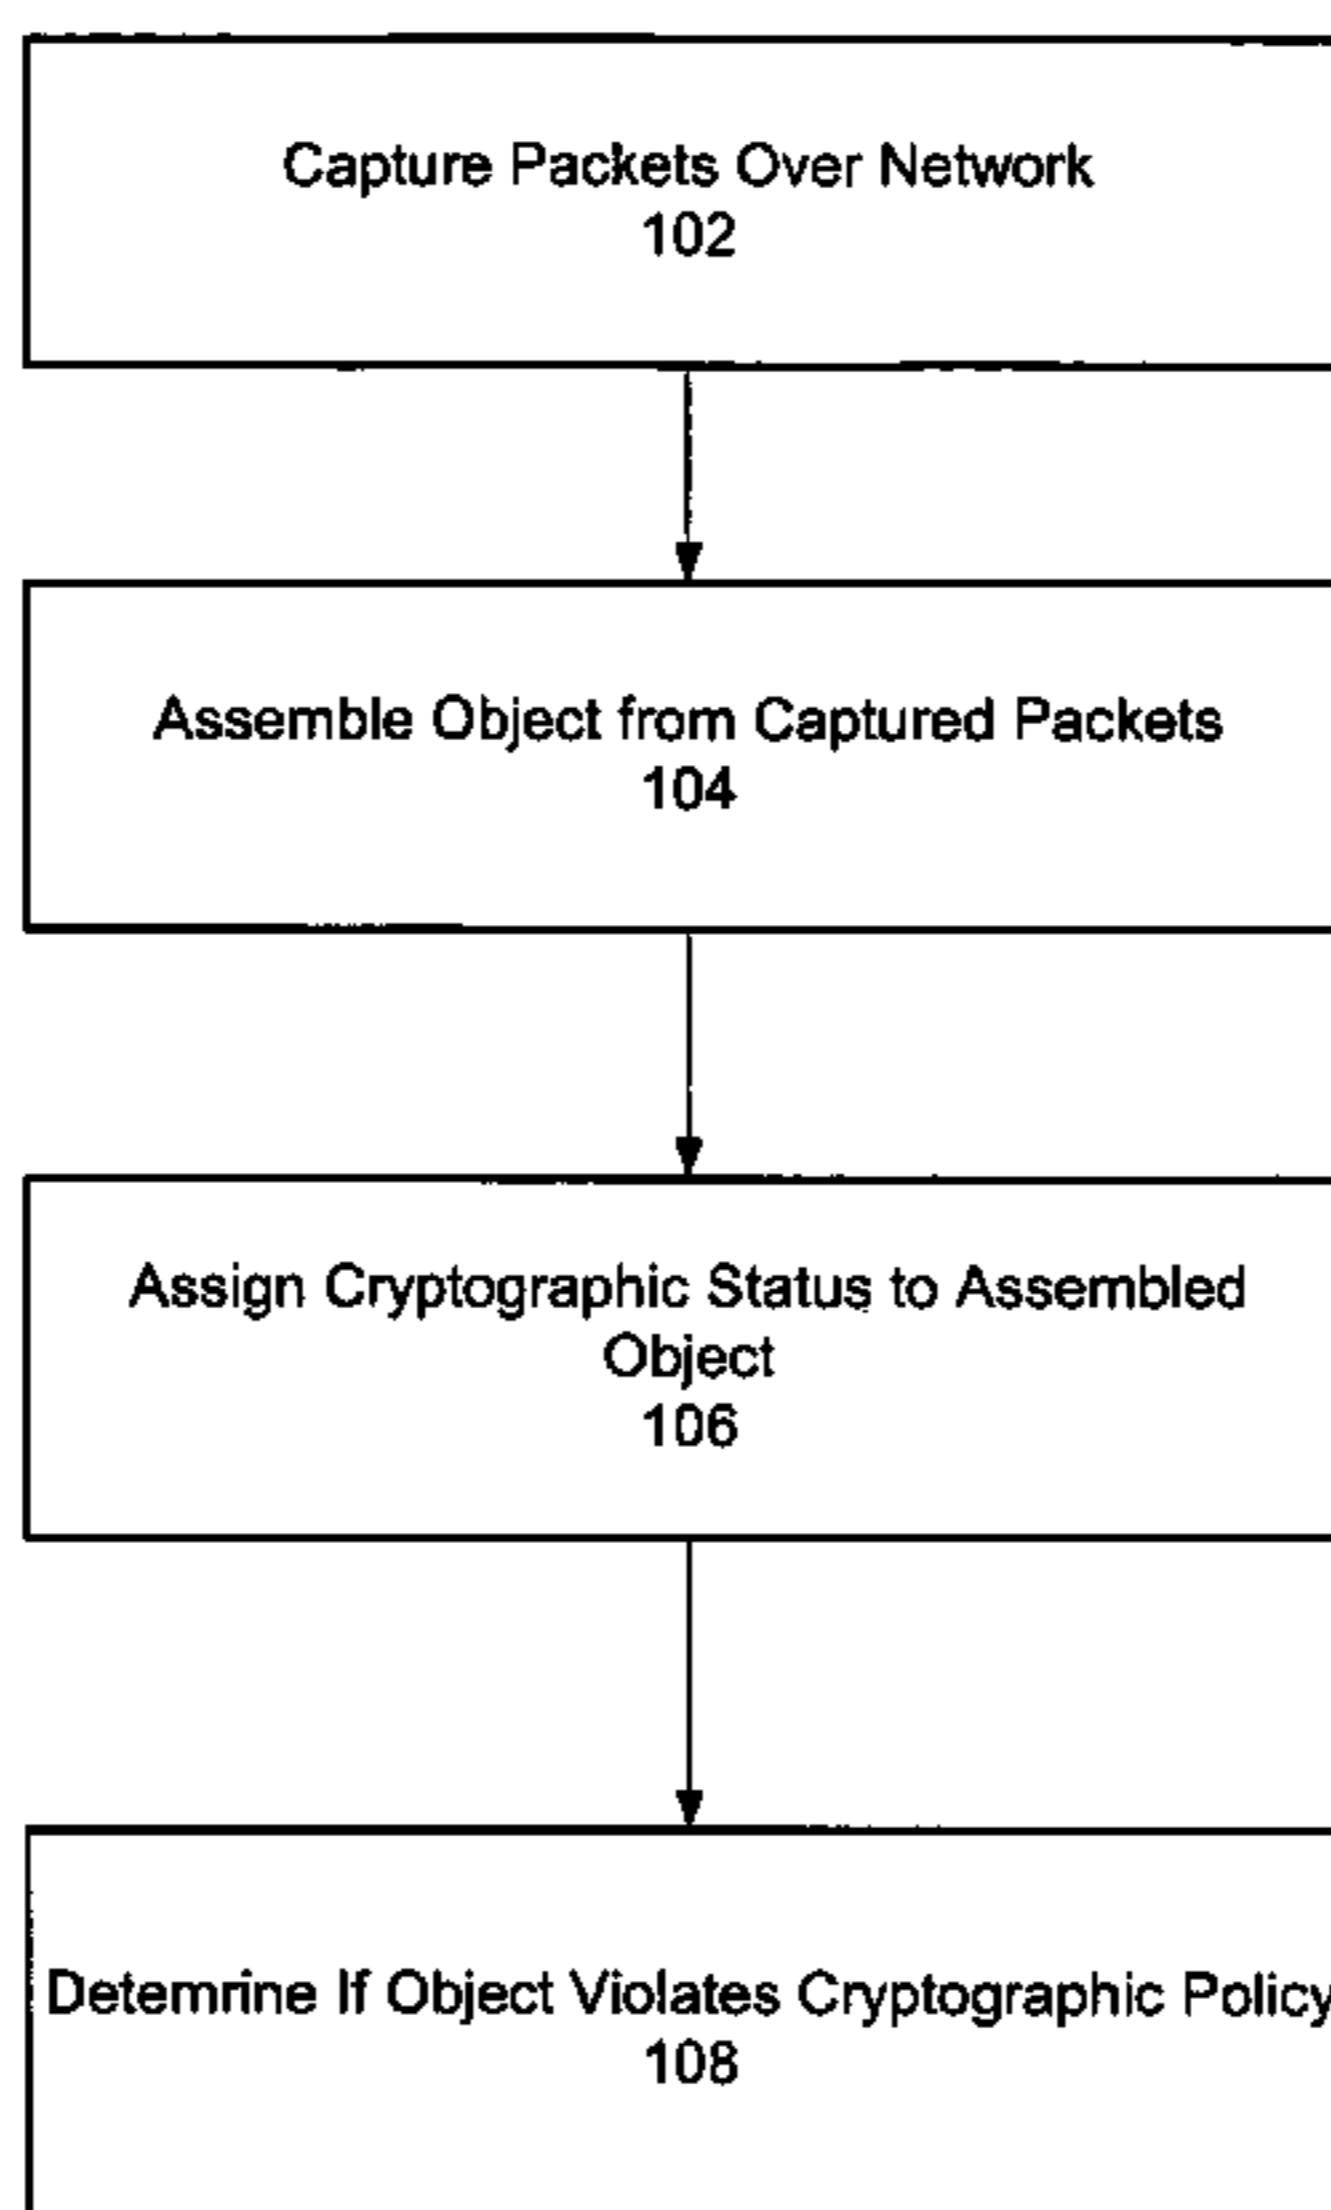 Capture Packets Over Network
102
Assemble Object from Captured Packets
104
Assign Cryptographic Status to Assembled
Object
106
Detemrine If Object Violates Cryptographic Policy
108